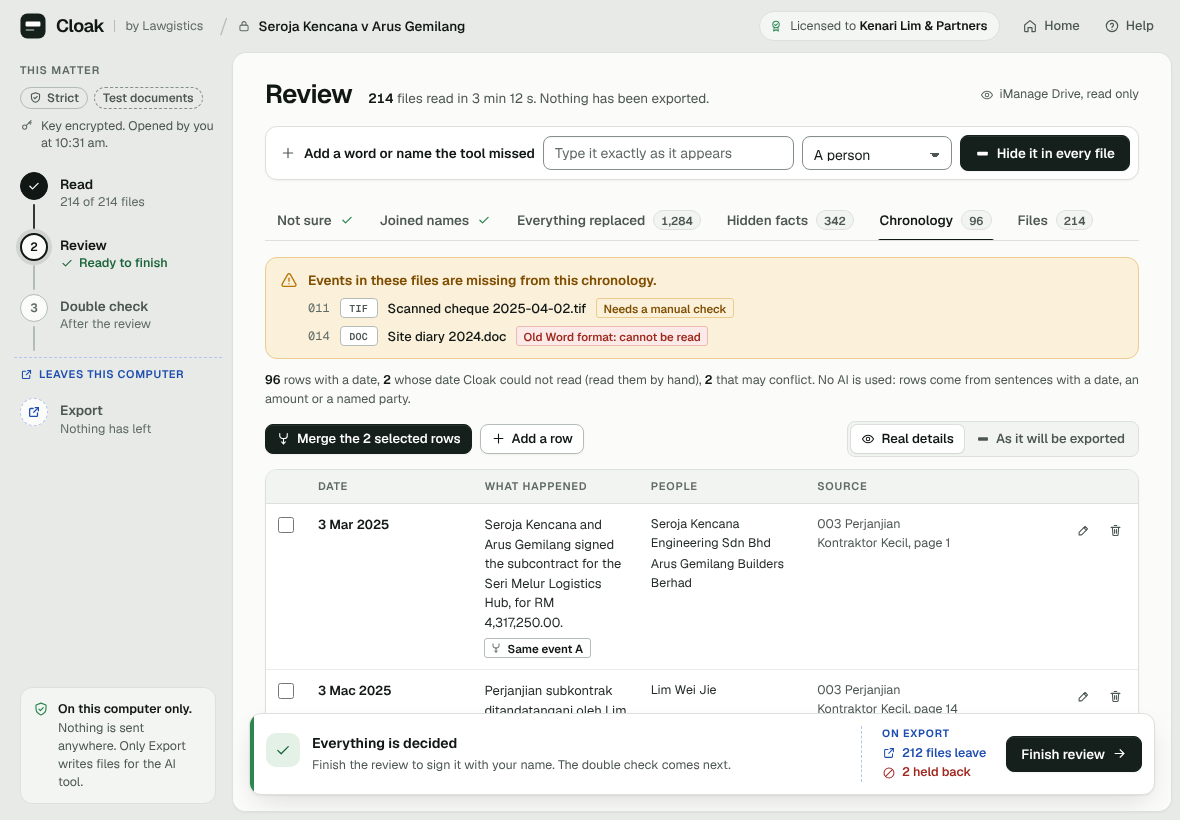 Cloak
by Lawgistics
Seroja Kencana v Arus Gemilang
Licensed to Kenari Lim & Partners
Home
Help
THIS MATTER
Strict
Test documents
Key encrypted. Opened by you
at 10:31 am.
Read
214 of 214 files
2
Review
Ready to finish
3
Double check
After the review
LEAVES THIS COMPUTER
Export
Nothing has left
On this computer only.
Nothing is sent
anywhere. Only Export
writes files for the AI
tool.
Review
214 files read in 3 min 12 s. Nothing has been exported.
iManage Drive, read only
Add a word or name the tool missed
Type it exactly as it appears
A person
Hide it in every file
Not sure
Joined names
Everything replaced 1,284
Hidden facts 342
Chronology 96
Files 214
Events in these files are missing from this chronology.
011 TIF Scanned cheque 2025-04-02.tif Needs a manual check
014 DOC Site diary 2024.doc Old Word format: cannot be read
96 rows with a date, 2 whose date Cloak could not read (read them by hand), 2 that may conflict. No AI is used: rows come from sentences with a date, an
amount or a named party.
Merge the 2 selected rows
Add a row
Real details
As it will be exported
DATE
WHAT HAPPENED
PEOPLE
SOURCE
3 Mar 2025
Seroja Kencana and
Arus Gemilang signed
the subcontract for the
Seri Melur Logistics
Hub, for RM
4,317,250.00.
Same event A
Seroja Kencana
Engineering Sdn Bhd
Arus Gemilang Builders
Berhad
003 Perjanjian
Kontraktor Kecil, page 1
3 Mac 2025
Perjanjian subkontrak
ditandatangani oleh Lim
Lim Wei Jie
003 Perjanjian
Kontraktor Kecil, page 14
Everything is decided
Finish the review to sign it with your name. The double check comes next.
ON EXPORT
212 files leave
2 held back
Finish review